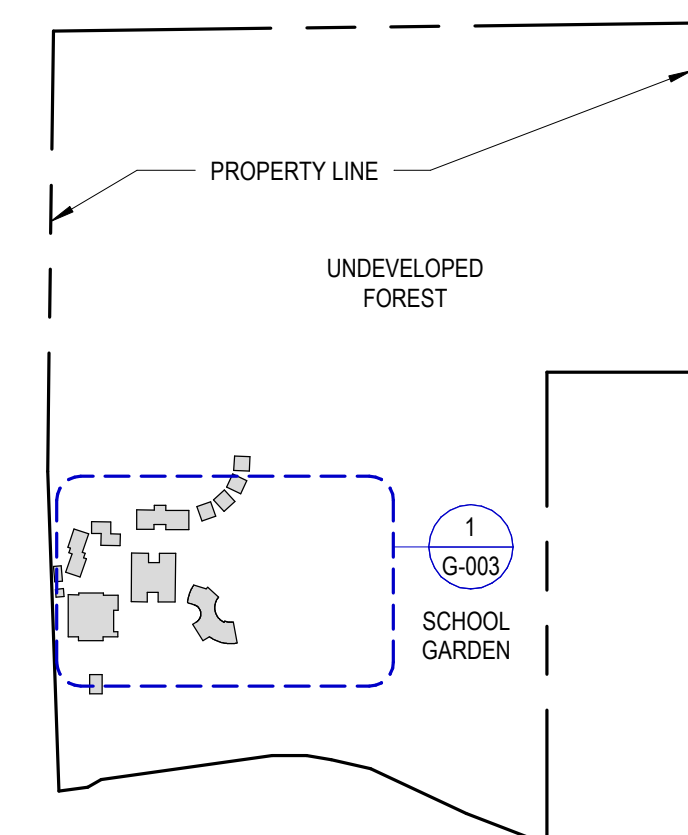 PROPERTY LINE
UNDEVELOPED
FOREST
1
G-003
SCHOOL
GARDEN